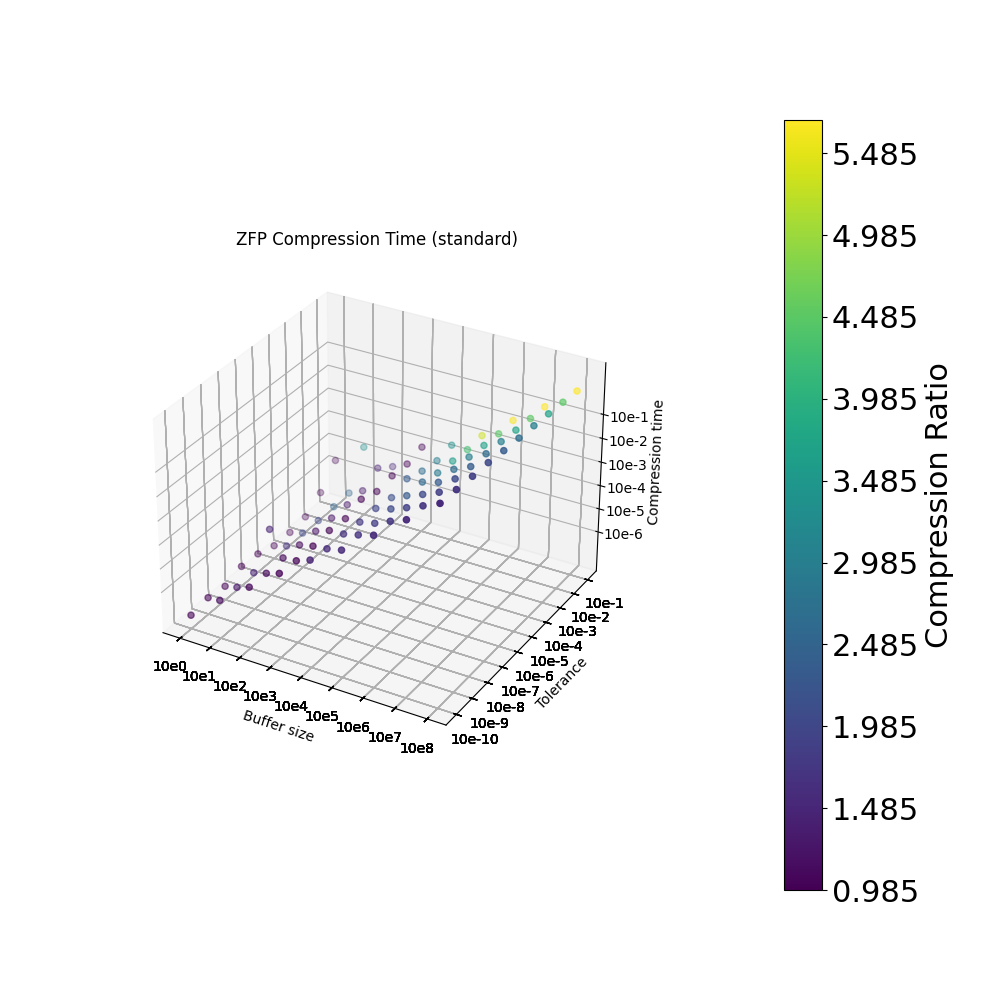 ZFP Compression Time (standard)
10e-1
10e-2
10e-3
10e-4
10e-5
10e-6
Compression time
10e-1
10e-2
10e-3
10e-4
10e-5
10e-6
10e-7
10e-8
10e-9
10e-10
Tolerance
10e0
10e1
10e2
10e3
10e4
10e5
10e6
10e7
10e8
Buffer size
5.485
4.985
4.485
3.985
3.485
2.985
2.485
1.985
1.485
0.985
Compression Ratio